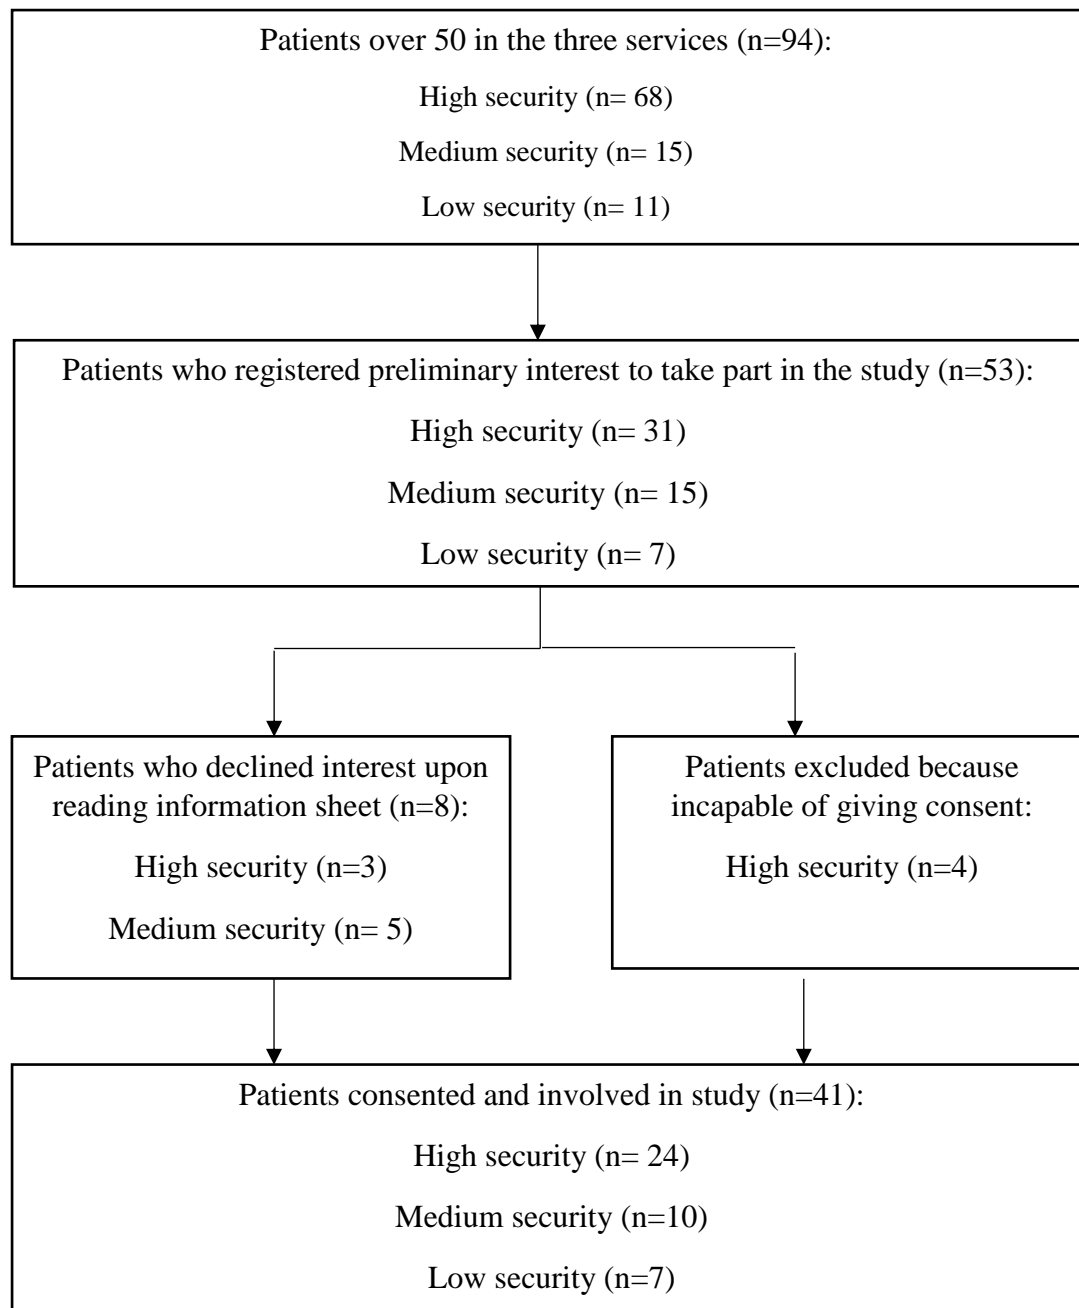 Patients over 50 in the three services (n=94):
High security (n= 68)
Medium security (n= 15)
Low security (n= 11)
Patients who registered preliminary interest to take part in the study (n=53):
High security (n= 31)
Medium security (n= 15)
Low security (n= 7)
Patients who declined interest upon
reading information sheet (n=8):
High security (n=3)
Medium security (n= 5)
Patients excluded because
incapable of giving consent:
High security (n=4)
Patients consented and involved in study (n=41):
High security (n= 24)
Medium security (n=10)
Low security (n=7)